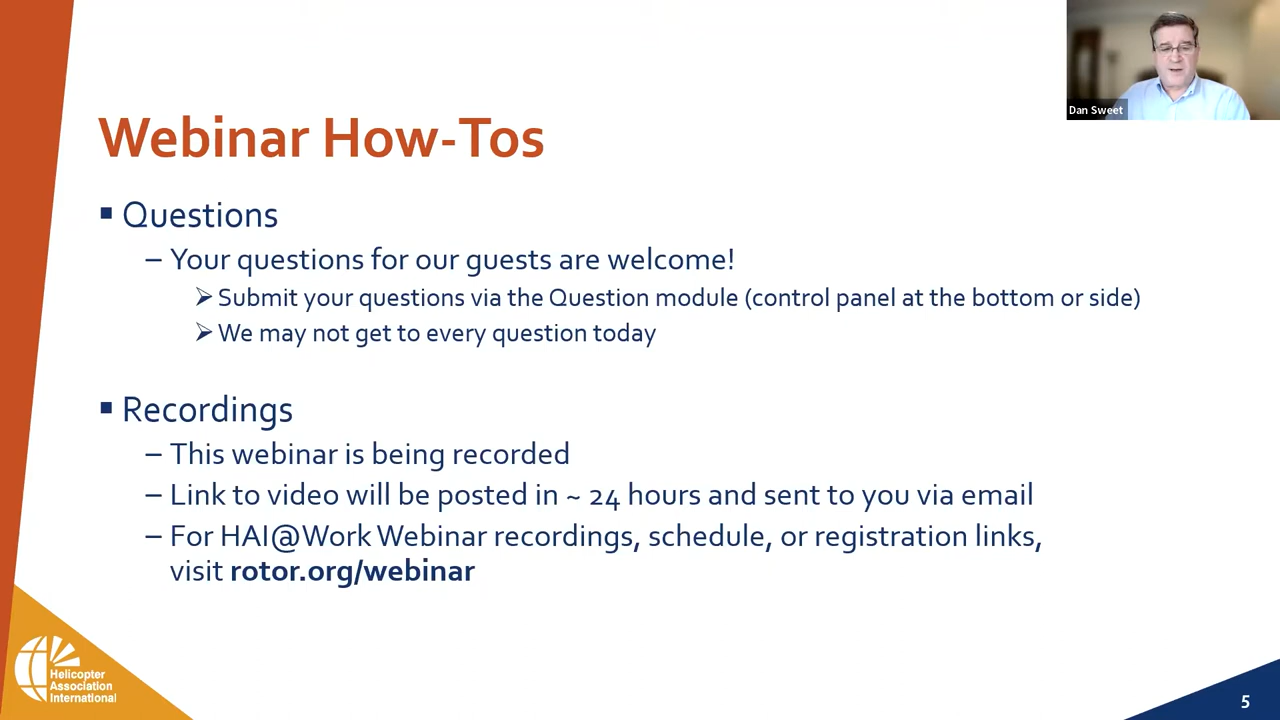 Dan Sweet
Webinar How-Tos
▪ Questions
– Your questions for our guests are welcome!
➢ Submit your questions via the Question module (control panel at the bottom or side)
➢ We may not get to every question today
▪ Recordings
– This webinar is being recorded
– Link to video will be posted in ~ 24 hours and sent to you via email
– For HAI@Work Webinar recordings, schedule, or registration links,
visit rotor.org/webinar
Helicopter
Association
International
5